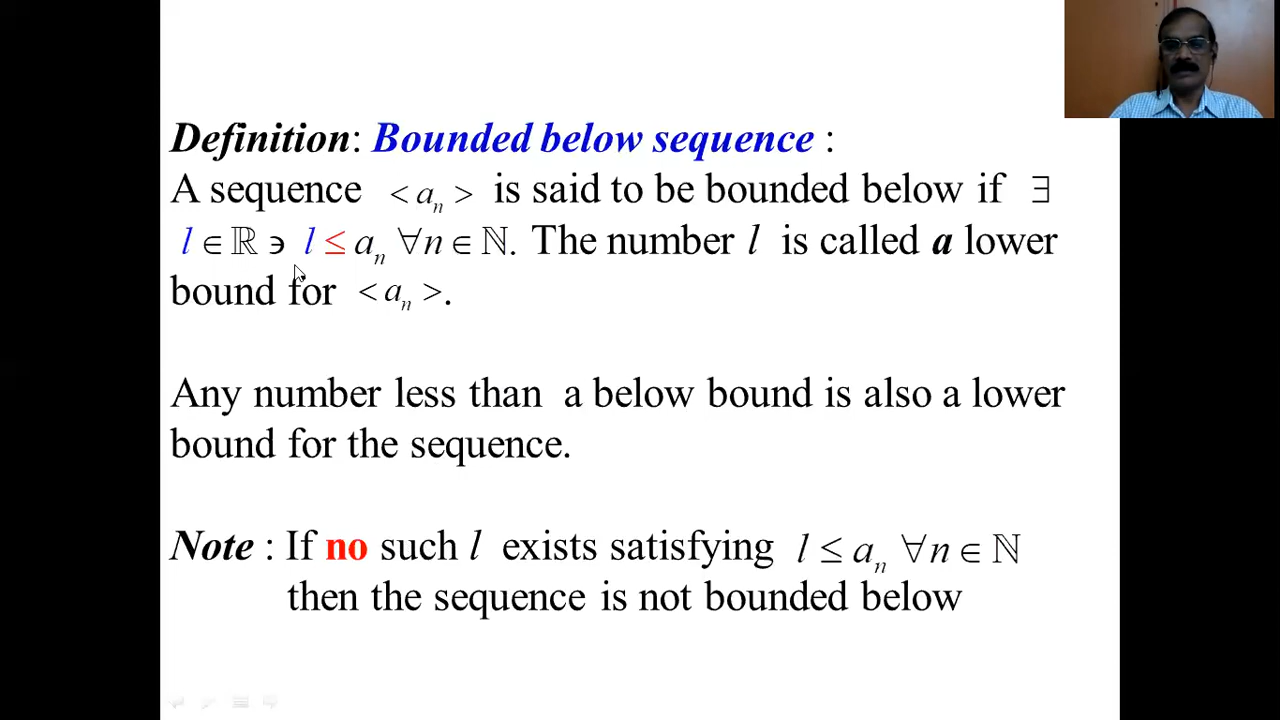 Definition: Bounded below sequence :
A sequence < aₙ > is said to be bounded below if ∃
l ∈ ℝ ∍ l ≤ aₙ ∀n ∈ ℕ. The number l is called a lower
bound for < aₙ >.
Any number less than a below bound is also a lower
bound for the sequence.
Note : If no such l exists satisfying l ≤ aₙ ∀n ∈ ℕ
then the sequence is not bounded below